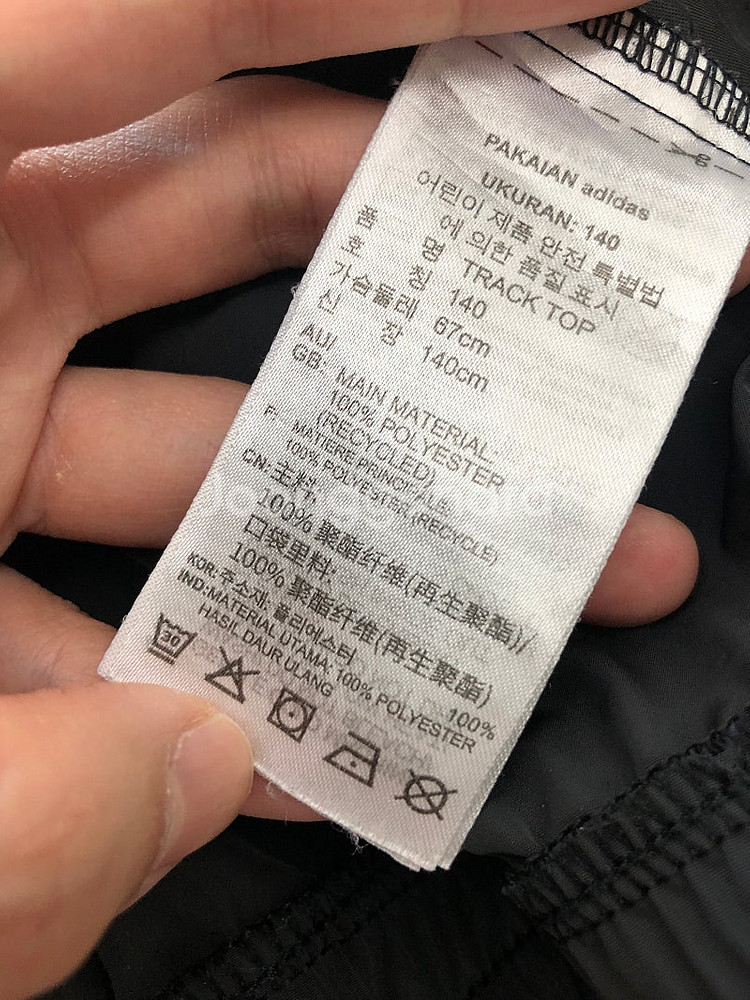 8
PAKAIAN adidas
UKURAN: 140
어린이 제품 안전 특별법
에 의한 품질 표시
품 명 TRACK TOP
호 칭 140
가슴둘레 67cm
신 장 140cm
AU/
GB: MAIN MATERIAL:
100% POLYESTER
(RECYCLED)
F: MATIERE PRINCIPALE:
100% POLYESTER (RECYCLE)
CN: 主料:
100% 聚酯纤维(再生聚酯)/
口袋里料:
100% 聚酯纤维(再生聚酯)
KOR: 주소재, 폴리에스터 100%
IND:MATERIAL UTAMA: 100% POLYESTER
HASIL DAUR ULANG
30